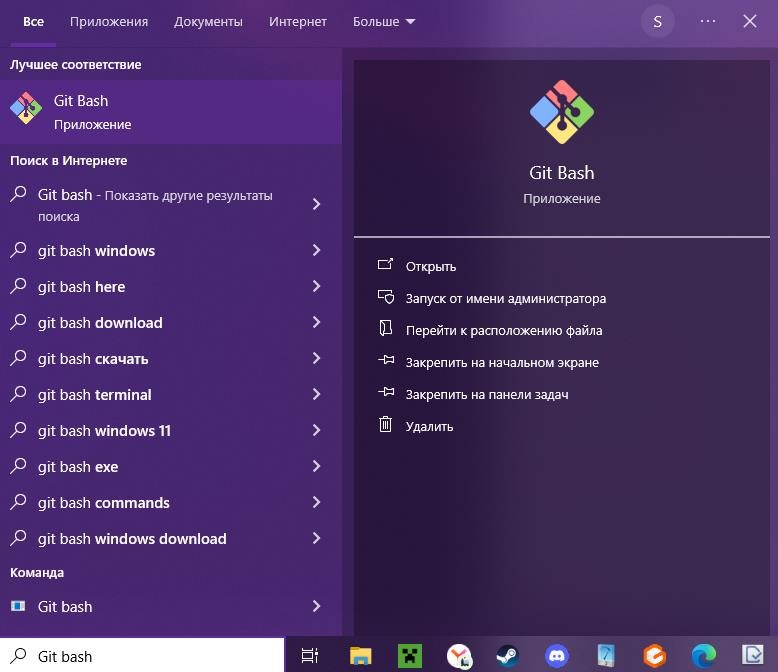 Все Приложения Документы Интернет Больше S
Лучшее соответствие
Git Bash
Приложение
Поиск в Интернете
Git bash - Показать другие результаты
поиска
git bash windows
git bash here
git bash download
git bash скачать
git bash terminal
git bash windows 11
git bash exe
git bash commands
git bash windows download
Команда
Git bash
Git Bash
Приложение
Открыть
Запуск от имени администратора
Перейти к расположению файла
Закрепить на начальном экране
Закрепить на панели задач
Удалить
Git bash